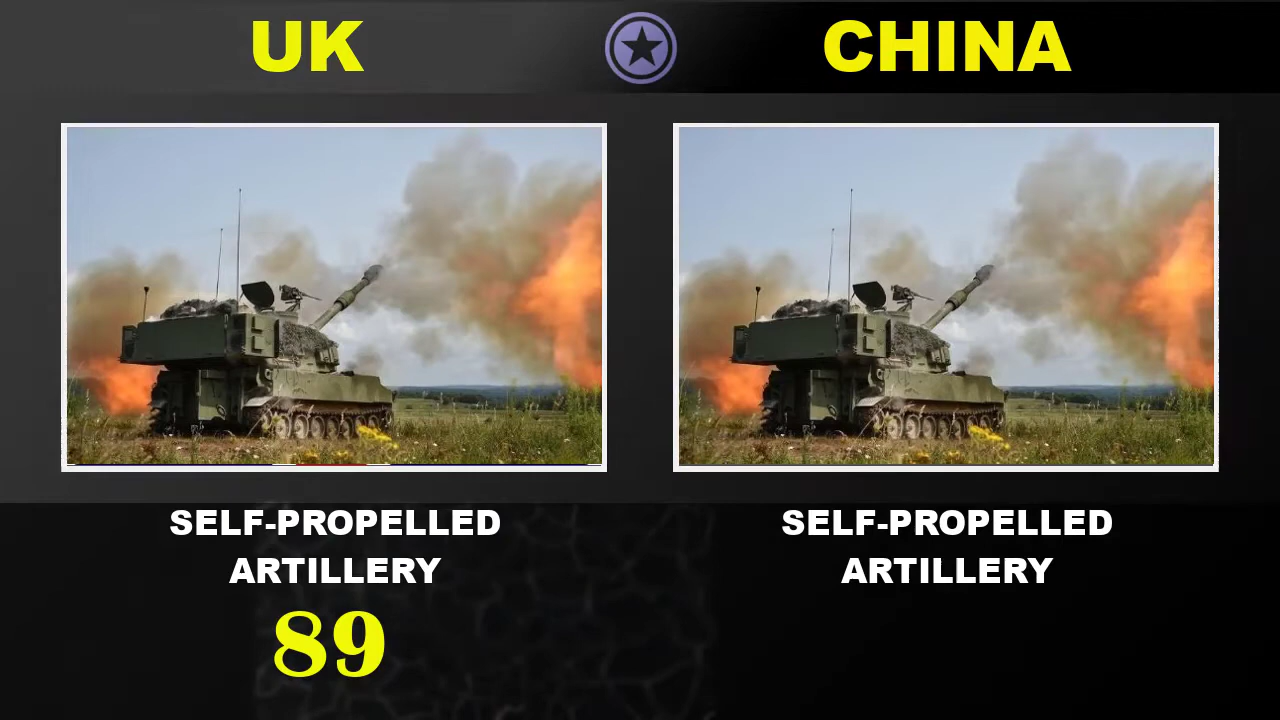 UK
CHINA
SELF-PROPELLED
ARTILLERY
89
SELF-PROPELLED
ARTILLERY